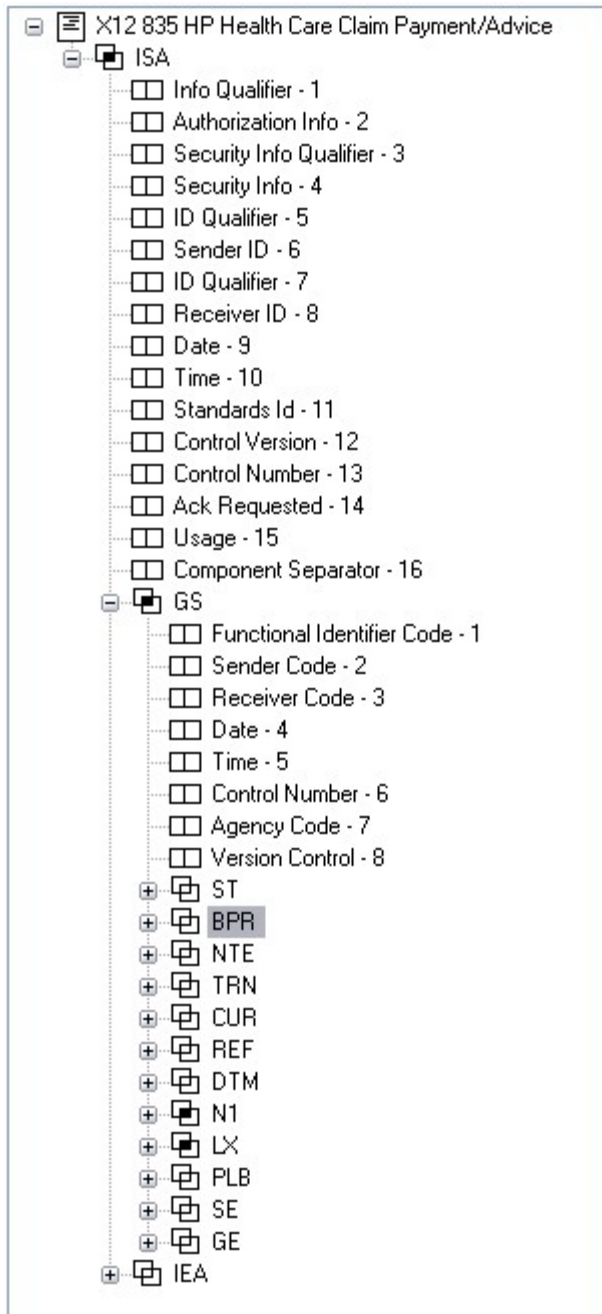 X12 835 HP Health Care Claim Payment/Advice
ISA
Info Qualifier - 1
Authorization Info - 2
Security Info Qualifier - 3
Security Info - 4
ID Qualifier - 5
Sender ID - 6
ID Qualifier - 7
Receiver ID - 8
Date - 9
Time - 10
Standards Id - 11
Control Version - 12
Control Number - 13
Ack Requested - 14
Usage - 15
Component Separator - 16
GS
Functional Identifier Code - 1
Sender Code - 2
Receiver Code - 3
Date - 4
Time - 5
Control Number - 6
Agency Code - 7
Version Control - 8
ST
BPR
NTE
TRN
CUR
REF
DTM
N1
LX
PLB
SE
GE
IEA